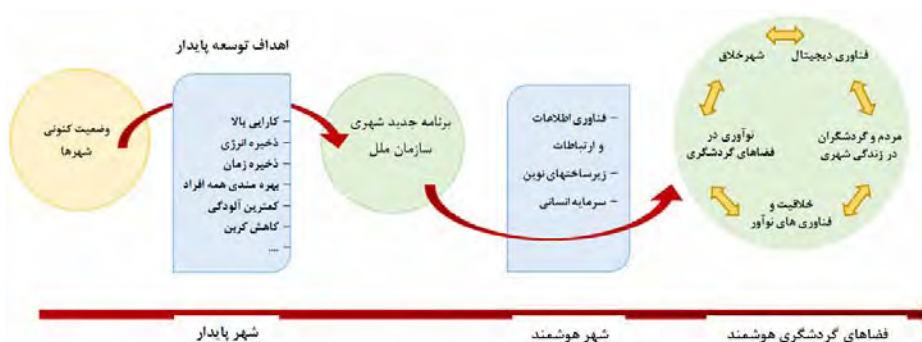 اهداف توسعه پایدار
وضعیت کنونی
شهرها
– کارایی بالا
– ذخیره انرژی
– ذخیره زمان
– بهره مندی همه افراد
– کمترین آلودگی
– کاهش کربن
– ....
برنامه جدید شهری
سازمان ملل
– فناوری اطلاعات
و ارتباطات
– زیرساختهای نوین
– سرمایه انسانی
شهرخلاق
فناوری دیجیتال
نوآوری در
فضاهای گردشگری
مردم و گردشگران
در زندگی شهری
خلاقیت و
فناوری های نوآور
شهر پایدار
شهر هوشمند
فضاهای گردشگری هوشمند